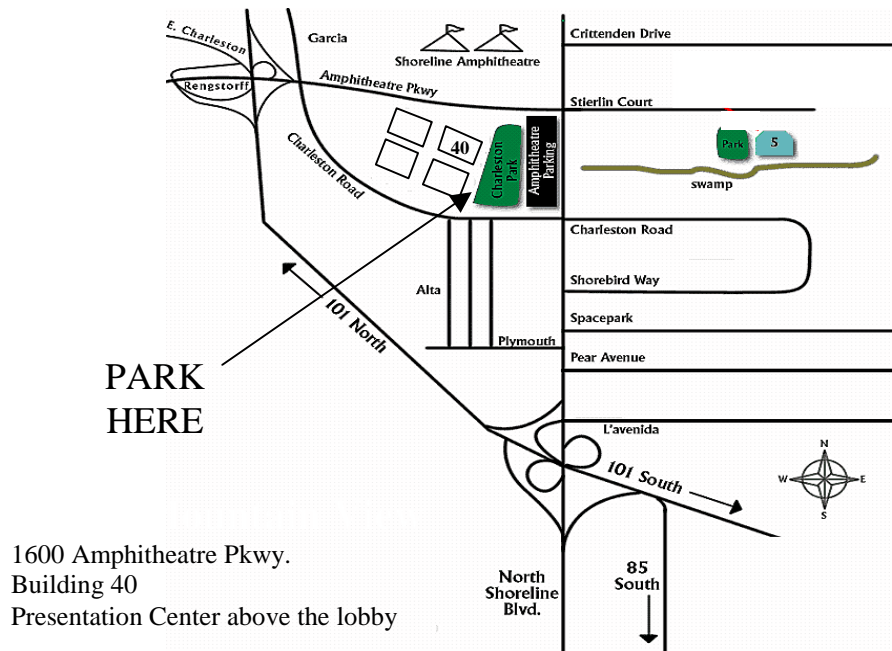 Garcia
Crittenden Drive
E. Charleston
Shoreline Amphitheatre
Rengstorff
Amphitheatre Pkwy
Stierlin Court
40
Charleston
Park
Amphitheatre
Parking
Park
5
Charleston Road
swamp
Charleston Road
Alta
Shorebird Way
101 North
Spacepark
Plymouth
Pear Avenue
PARK
HERE
L'avenida
N
W
E
S
101 South
1600 Amphitheatre Pkwy.
Building 40
Presentation Center above the lobby
North
Shoreline
Blvd.
85
South